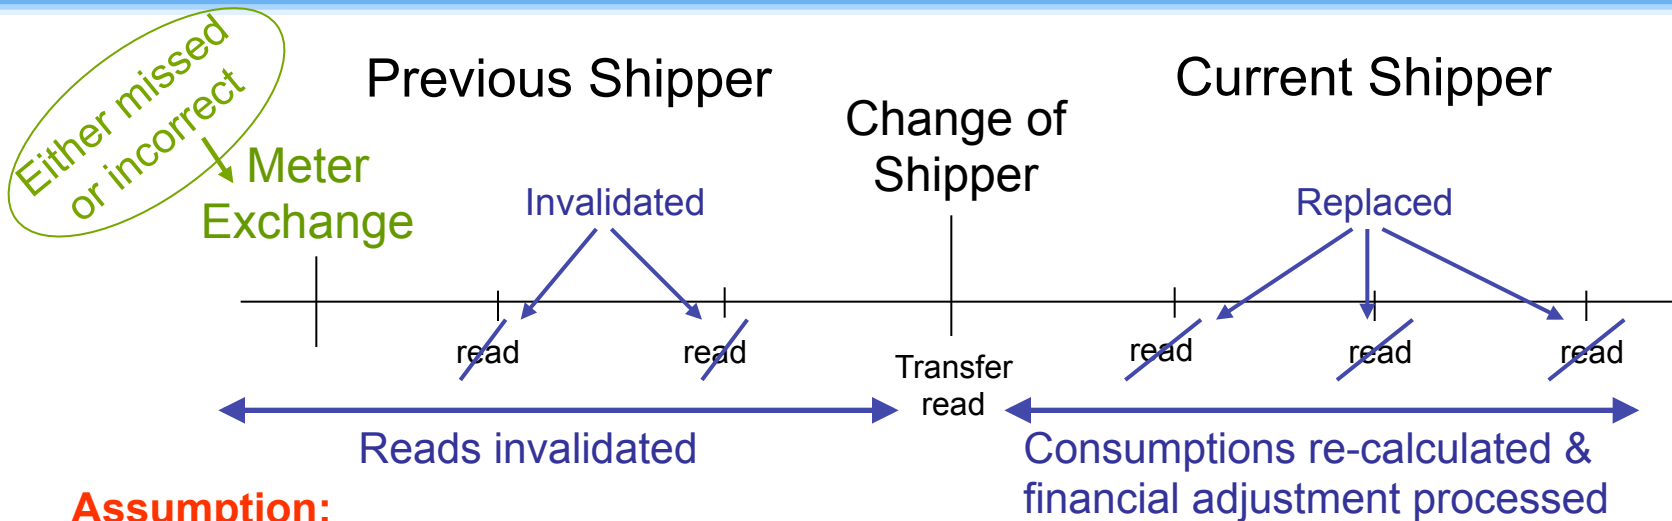 Either missed
or incorrect
Previous Shipper
Current Shipper
Change of
Shipper
Meter
Exchange
Invalidated
Replaced
read
read
Transfer
read
read
read
read
Reads invalidated
Consumptions re-calculated &
financial adjustment processed
Assumption: